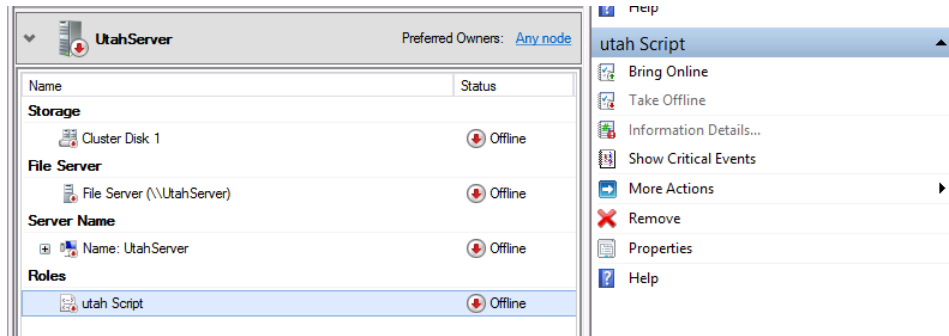 UtahServer
Preferred Owners: Any node
Name Status
Storage
Cluster Disk 1 Offline
File Server
File Server (\\UtahServer) Offline
Server Name
Name: UtahServer Offline
Roles
utah Script Offline
Help
utah Script
Bring Online
Take Offline
Information Details...
Show Critical Events
More Actions
Remove
Properties
Help